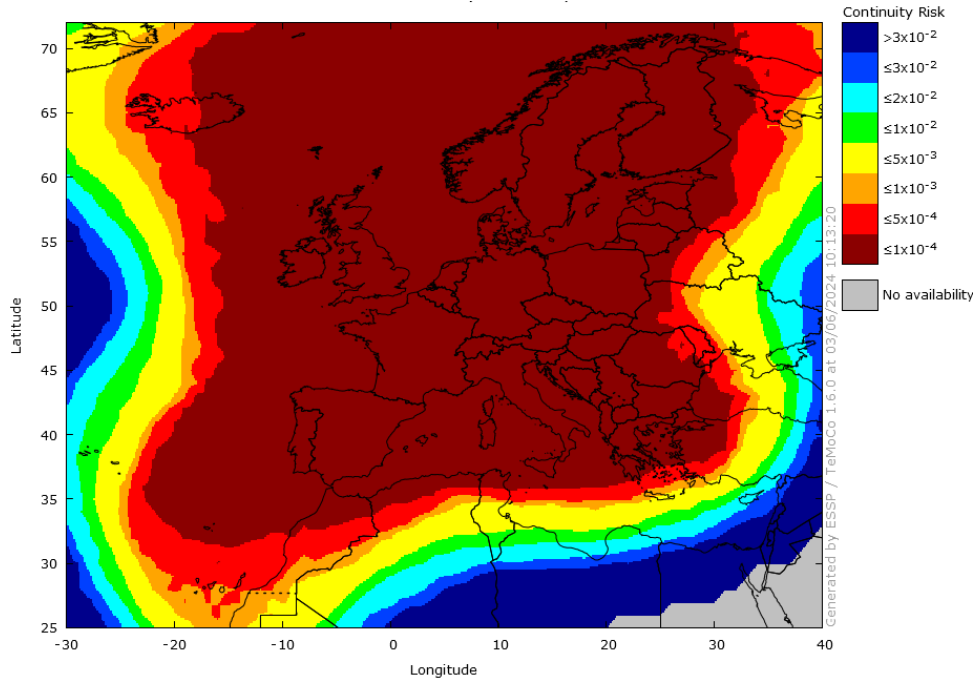 Continuity Risk
>3x10⁻²
≤3x10⁻²
≤2x10⁻²
≤1x10⁻²
≤5x10⁻³
≤1x10⁻³
≤5x10⁻⁴
≤1x10⁻⁴
No availability
Generated by ESSP / TeMoCo 1.6.0 at 03/06/2024 10:13:20
Latitude
70
65
60
55
50
45
40
35
30
25
-30
-20
-10
0
10
20
30
40
Longitude